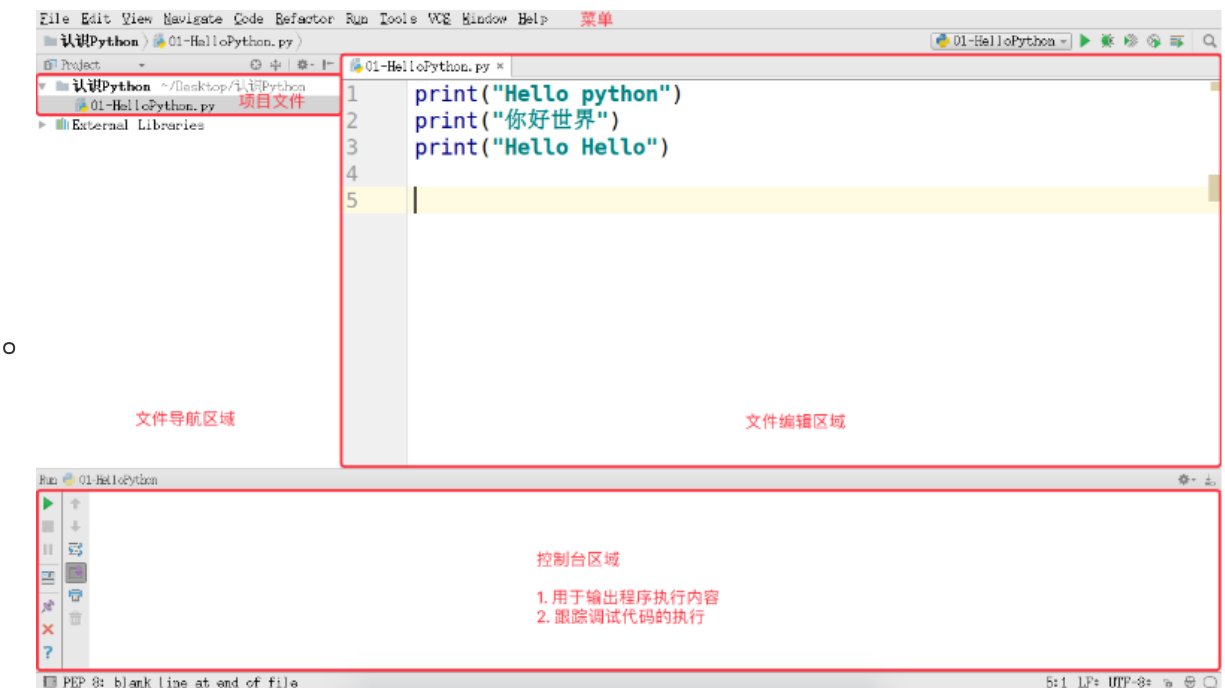 File Edit View Navigate Code Refactor Run Tools VCS Window Help 菜单
认识Python 01-HelloPython.py 01-HelloPython
Project 01-HelloPython.py ×
认识Python ~/Desktop/认识Python
01-HelloPython.py 项目文件
External Libraries
1 print("Hello python")
2 print("你好世界")
3 print("Hello Hello")
4
5
文件导航区域
文件编辑区域
Run 01-HelloPython
控制台区域
1. 用于输出程序执行内容
2. 跟踪调试代码的执行
PEP 8: blank line at end of file 5:1 LF÷ UTF-8÷